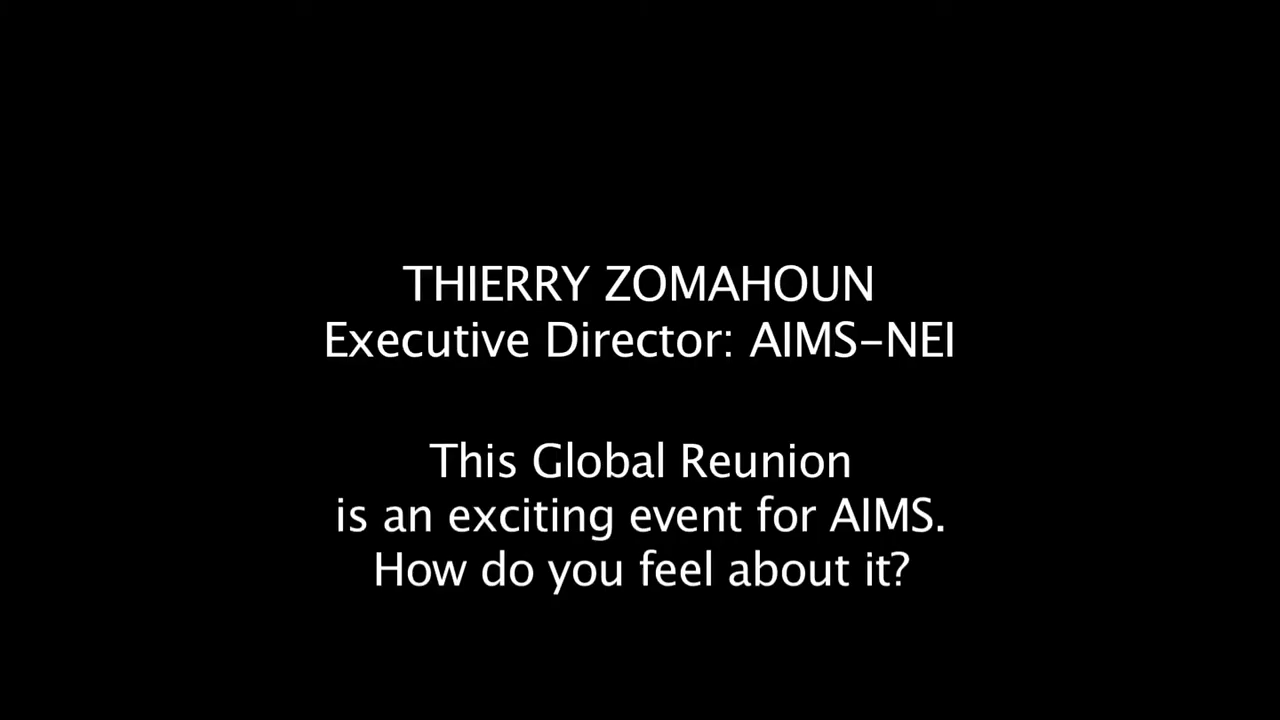 THIERRY ZOMAHOUN
Executive Director: AIMS-NEI
This Global Reunion
is an exciting event for AIMS.
How do you feel about it?